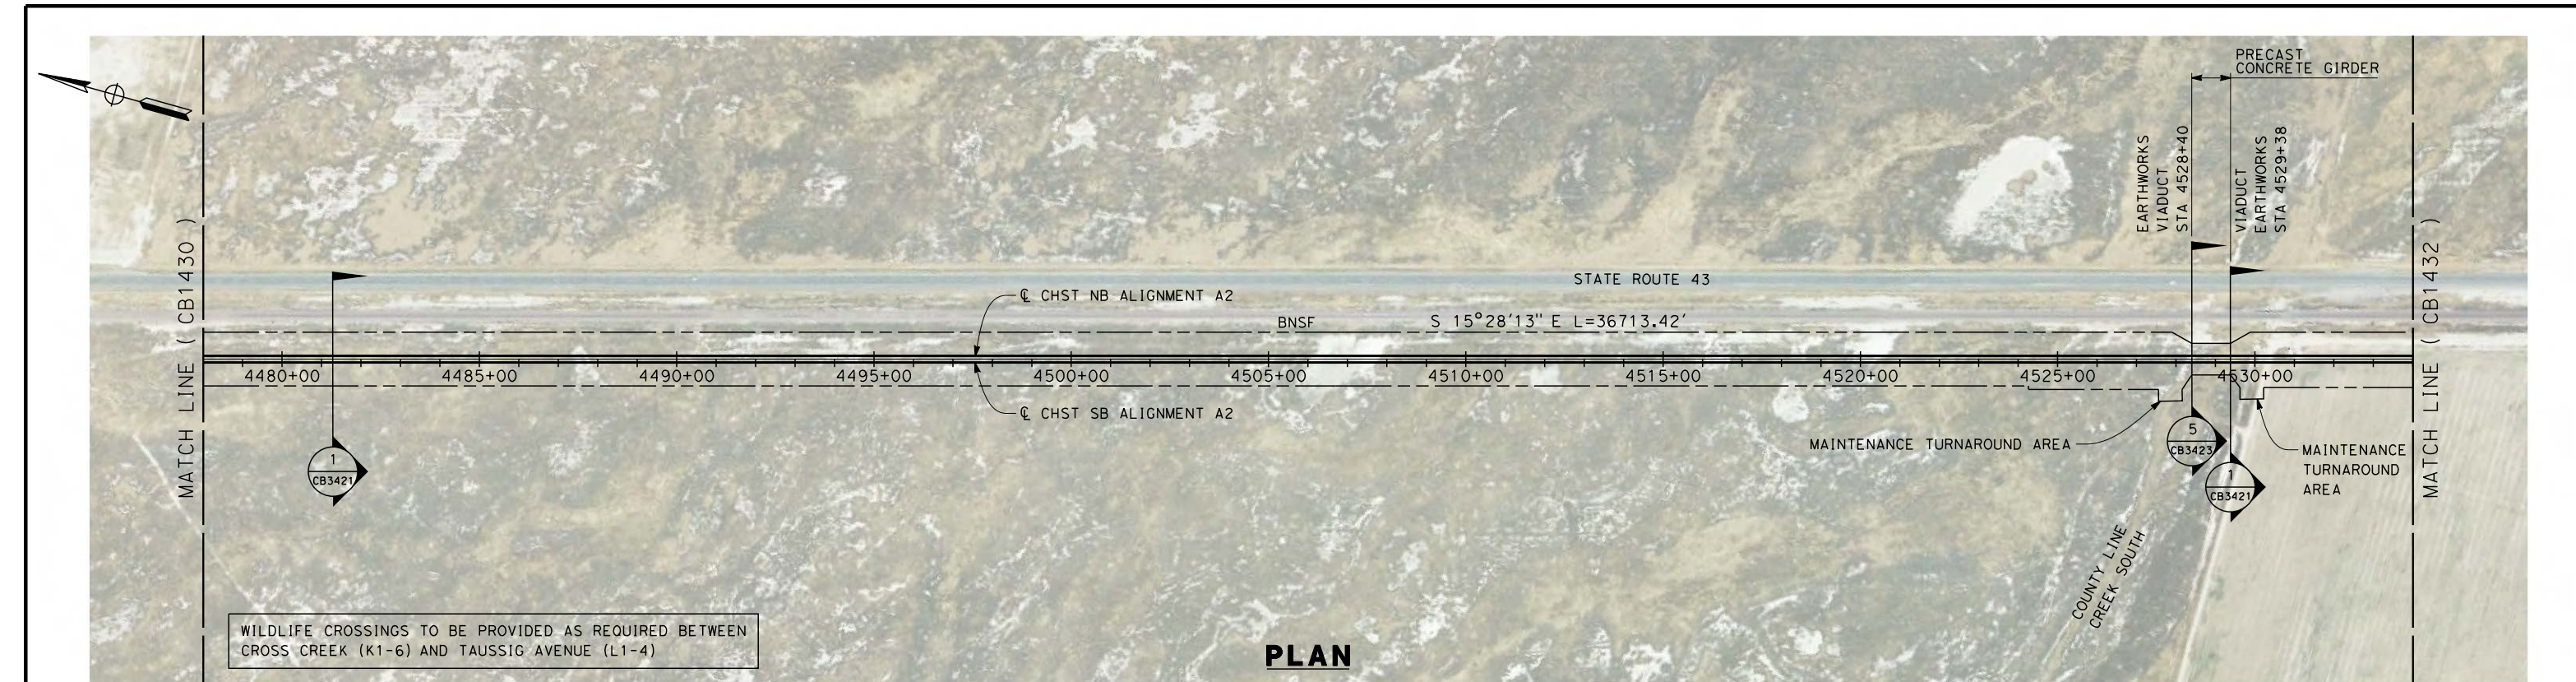 PRECAST
CONCRETE GIRDER
EARTHWORKS
VIADUCT
STA 4528+40
VIADUCT
EARTHWORKS
STA 4529+38
MATCH LINE ( CB1430 )
MATCH LINE ( CB1432 )
STATE ROUTE 43
℄ CHST NB ALIGNMENT A2
BNSF
S 15°28'13" E L=36713.42'
4480+00
4485+00
4490+00
4495+00
4500+00
4505+00
4510+00
4515+00
4520+00
4525+00
4530+00
℄ CHST SB ALIGNMENT A2
MAINTENANCE TURNAROUND AREA
MAINTENANCE
TURNAROUND
AREA
1
CB3421
5
CB3423
1
CB3421
COUNTY LINE
CREEK SOUTH
WILDLIFE CROSSINGS TO BE PROVIDED AS REQUIRED BETWEEN
CROSS CREEK (K1-6) AND TAUSSIG AVENUE (L1-4)
PLAN